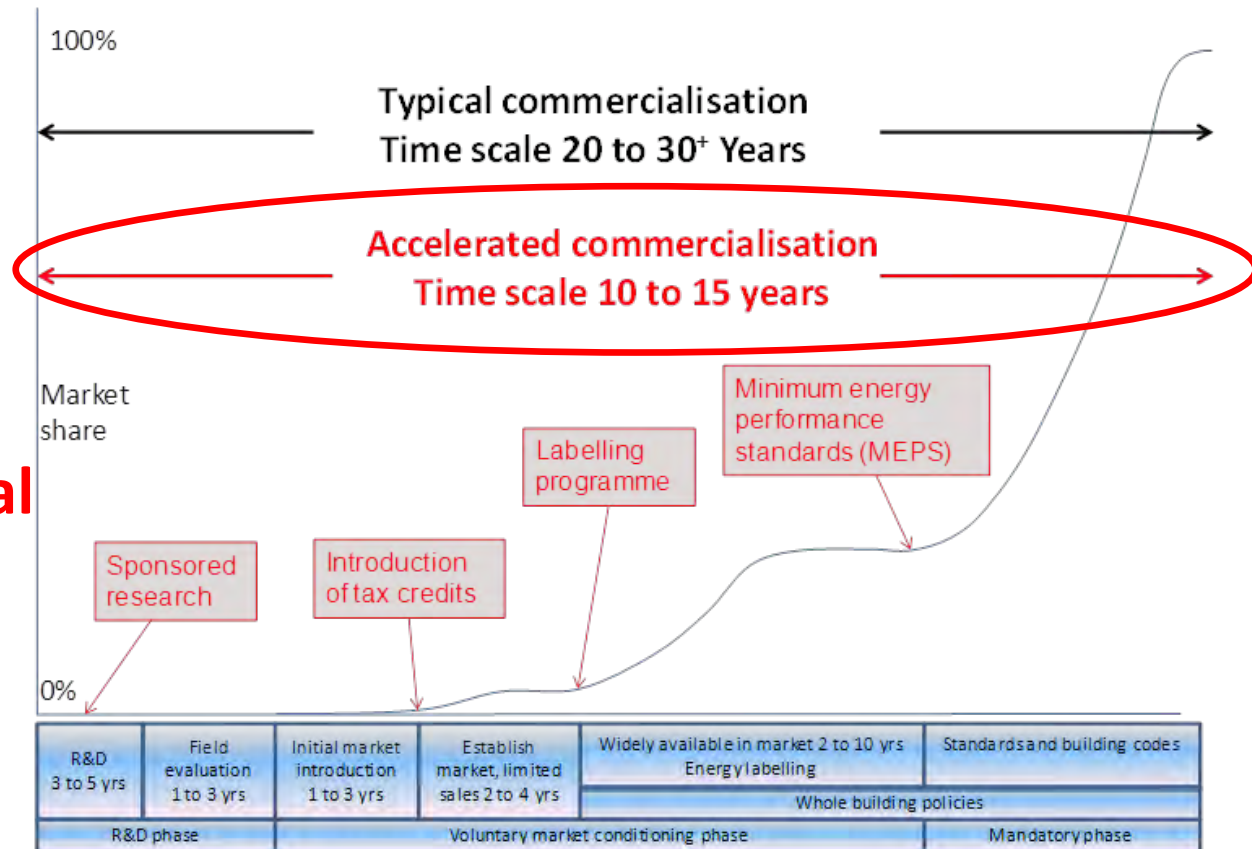 100%
Typical commercialisation
Time scale 20 to 30+ Years
Accelerated commercialisation
Time scale 10 to 15 years
Market
share
al
Minimum energy
performance
standards (MEPS)
Labelling
programme
Sponsored
research
Introduction
of tax credits
0%
R&D
3 to 5 yrs
Field
evaluation
1 to 3 yrs
Initial market
introduction
1 to 3 yrs
Establish
market, limited
sales 2 to 4 yrs
Widely available in market 2 to 10 yrs
Energy labelling
Standards and building codes
Whole building policies
R&D phase
Voluntary market conditioning phase
Mandatory phase